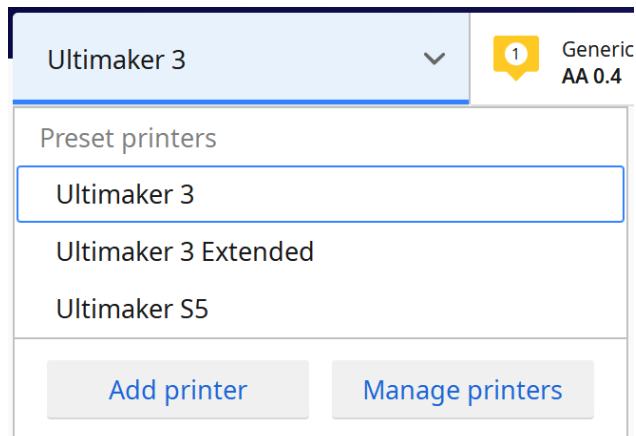 Ultimaker 3
1
Generic
AA 0.4
Preset printers
Ultimaker 3
Ultimaker 3 Extended
Ultimaker S5
Add printer
Manage printers